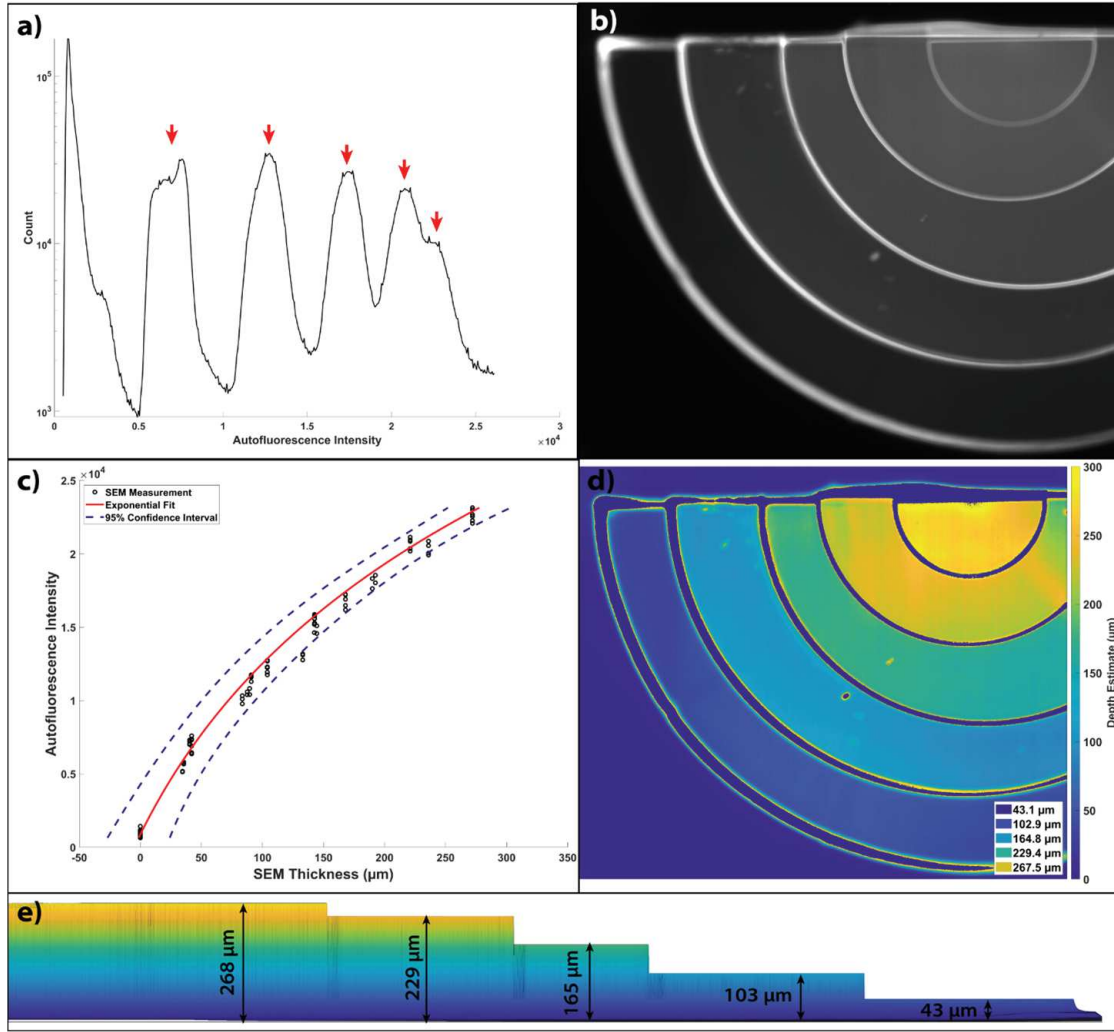 a)
10^5
10^4
10^3
Count
0
0.5
1
1.5
2
2.5
3
×10^4
Autofluorescence Intensity
b)
c)
×10^4
2.5
2
1.5
1
0.5
0
Autofluorescence Intensity
SEM Measurement
Exponential Fit
95% Confidence Interval
-50
0
50
100
150
200
250
300
350
SEM Thickness (µm)
d)
300
250
200
150
100
50
0
Depth Estimate (µm)
43.1 µm
102.9 µm
164.8 µm
229.4 µm
267.5 µm
e)
268 µm
229 µm
165 µm
103 µm
43 µm